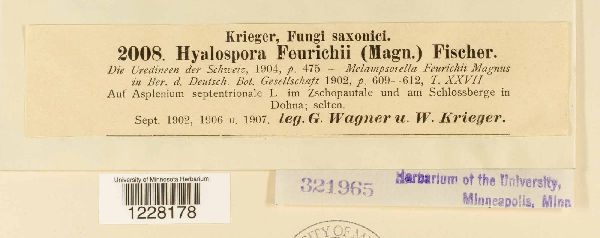 Krieger, Fungi saxonici.
2008. Hyalospora Feurichii (Magn.) Fischer.
Die Uredineen der Schweiz, 1904, p. 475 — Melampsorella Feurichii Magnus
in Ber. d. Deutsch. Bot. Gesellschaft 1902, p. 609--612, T. XXVII
Auf Asplenium septentrionale L. im Zschopautale und am Schlossberge in
Dohna; selten.
Sept. 1902, 1906 u. 1907, leg. G. Wagner u. W. Krieger.
University of Minnesota Herbarium
1228178
321965
Herbarium of the University,
Minneapolis, Minn